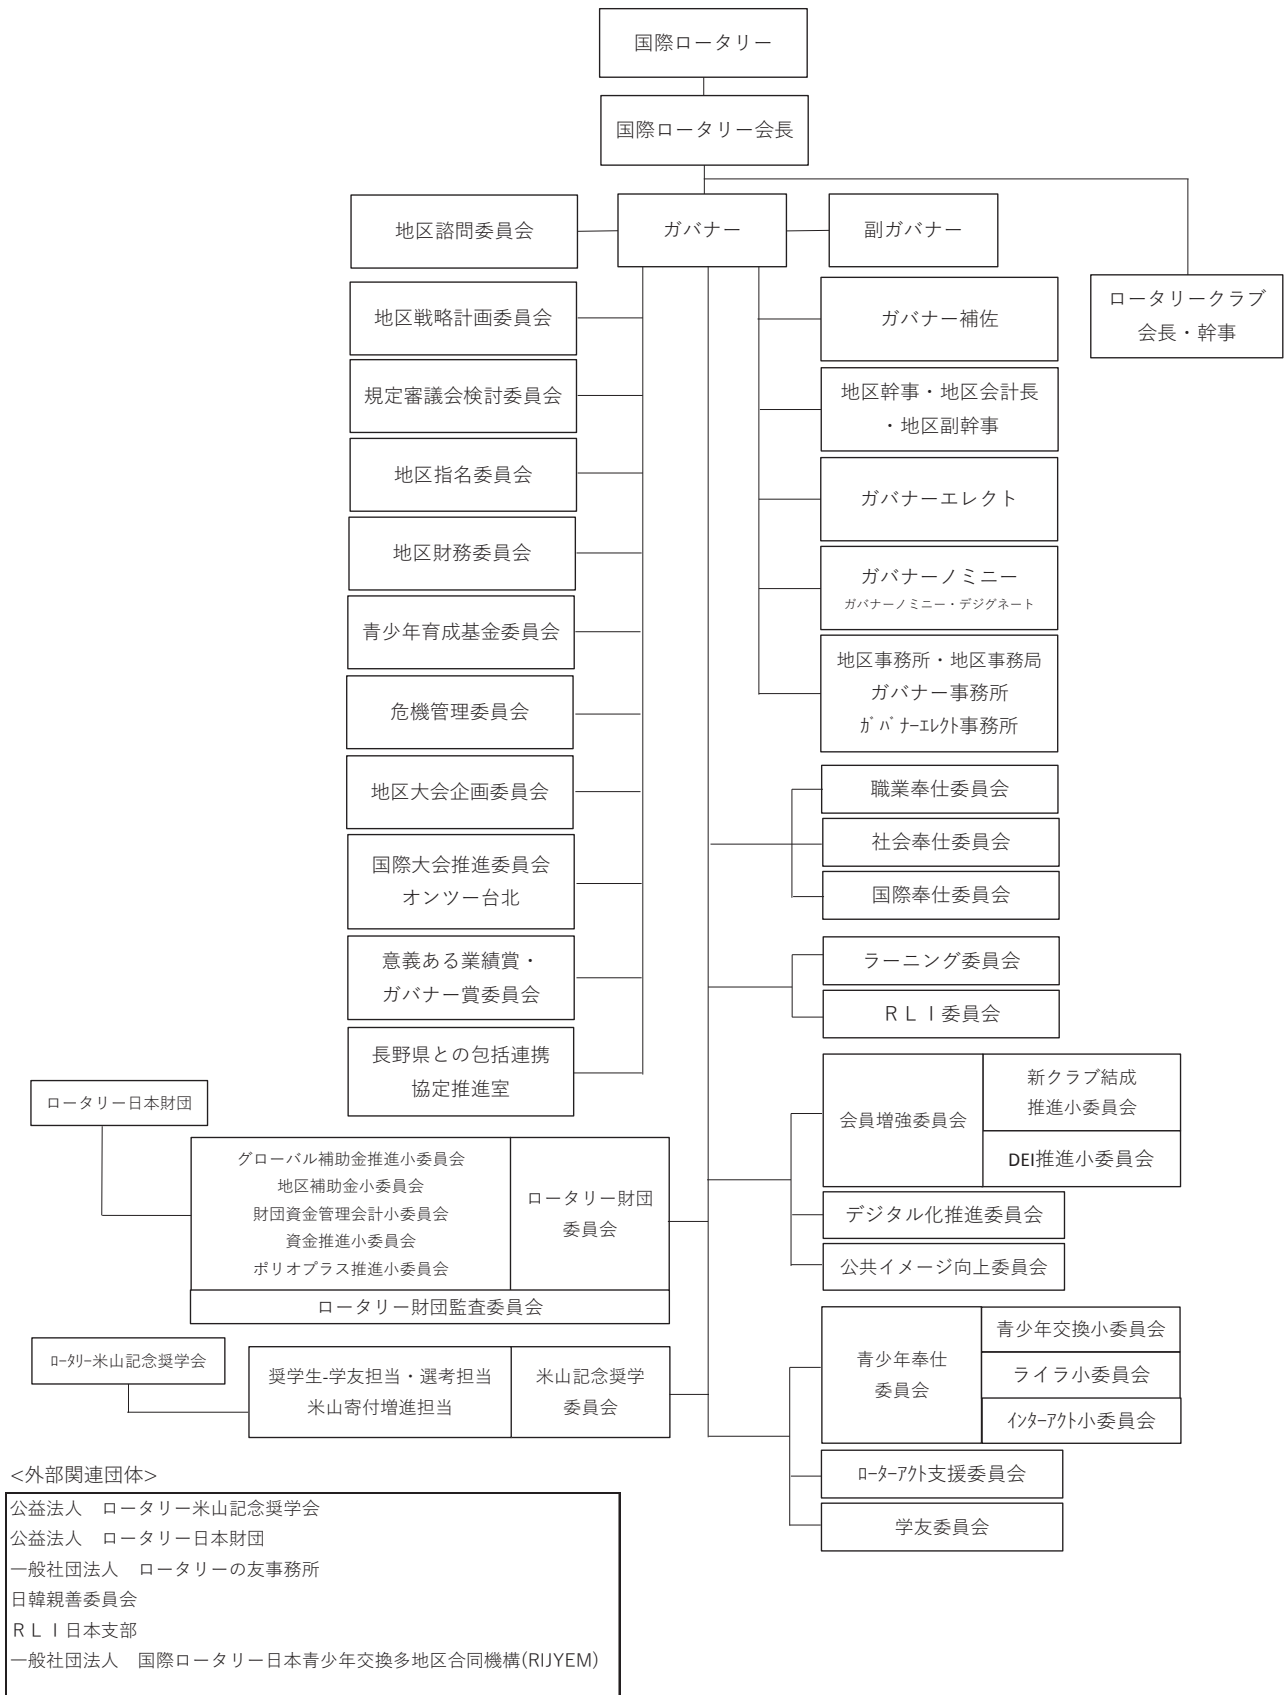 国際ロータリー
国際ロータリー会長
地区諮問委員会
ガバナー
副ガバナー
ロータリークラブ
会長・幹事
地区戦略計画委員会
規定審議会検討委員会
地区指名委員会
地区財務委員会
青少年育成基金委員会
危機管理委員会
地区大会企画委員会
国際大会推進委員会
オンツー台北
意義ある業績賞・
ガバナー賞委員会
長野県との包括連携
協定推進室
ガバナー補佐
地区幹事・地区会計長
・地区副幹事
ガバナーエレクト
ガバナーノミニー
ガバナーノミニー・デジグネート
地区事務所・地区事務局
ガバナー事務所
ガバナーエレクト事務所
職業奉仕委員会
社会奉仕委員会
国際奉仕委員会
ラーニング委員会
ＲＬＩ委員会
会員増強委員会
新クラブ結成
推進小委員会
DEI推進小委員会
デジタル化推進委員会
公共イメージ向上委員会
ロータリー日本財団
グローバル補助金推進小委員会
地区補助金小委員会
財団資金管理会計小委員会
資金推進小委員会
ポリオプラス推進小委員会
ロータリー財団
委員会
ロータリー財団監査委員会
ロータリー米山記念奨学会
奨学生-学友担当・選考担当
米山寄付増進担当
米山記念奨学
委員会
青少年奉仕
委員会
青少年交換小委員会
ライラ小委員会
インターアクト小委員会
ローターアクト支援委員会
学友委員会
<外部関連団体>
公益法人　ロータリー米山記念奨学会
公益法人　ロータリー日本財団
一般社団法人　ロータリーの友事務所
日韓親善委員会
ＲＬＩ日本支部
一般社団法人　国際ロータリー日本青少年交換多地区合同機構(RIJYEM)